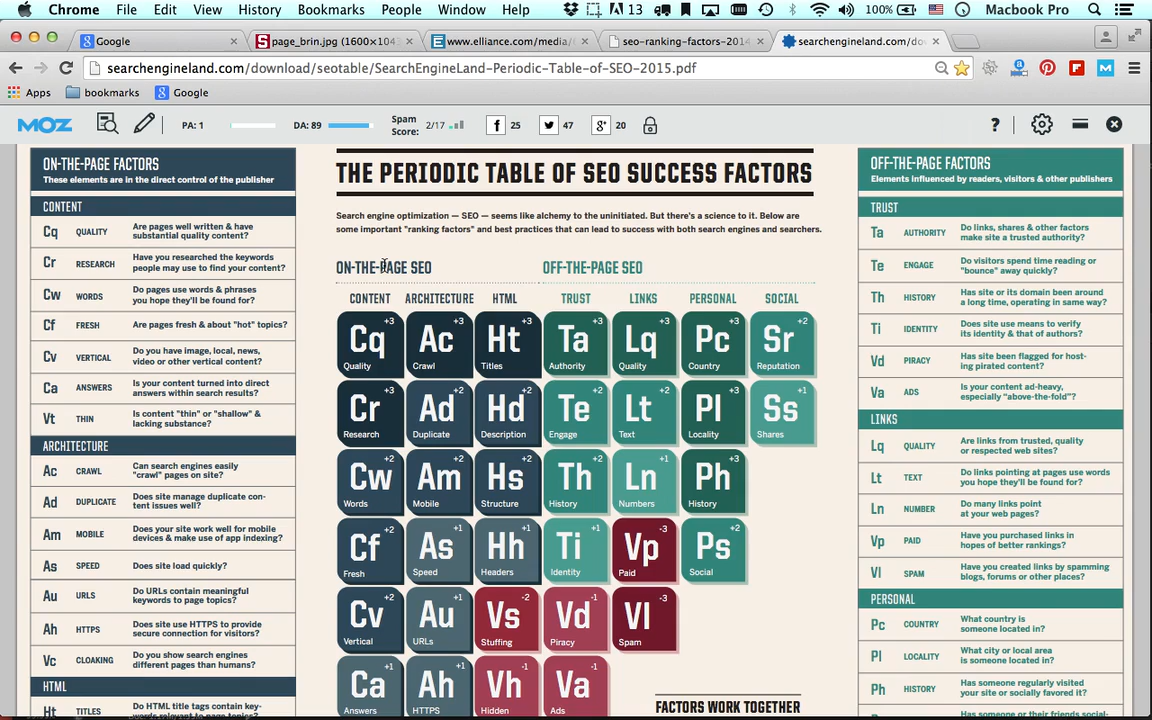 Chrome File Edit View History Bookmarks People Window Help 13 100% Macbook Pro
Google
page_brin.jpg (1600×104
www.elliance.com/media/
seo-ranking-factors-2014
searchengineland.com/do
searchengineland.com/download/seotable/SearchEngineLand-Periodic-Table-of-SEO-2015.pdf
Apps bookmarks Google
MOZ PA: 1 DA: 89 Spam Score: 2/17 25 47 20 ?
ON-THE-PAGE FACTORS
These elements are in the direct control of the publisher
CONTENT
Cq QUALITY Are pages well written & have
substantial quality content?
Cr RESEARCH Have you researched the keywords
people may use to find your content?
Cw WORDS Do pages use words & phrases
you hope they'll be found for?
Cf FRESH Are pages fresh & about "hot" topics?
Cv VERTICAL Do you have image, local, news,
video or other vertical content?
Ca ANSWERS Is your content turned into direct
answers within search results?
Vt THIN Is content "thin" or "shallow" &
lacking substance?
ARCHITECTURE
Ac CRAWL Can search engines easily
"crawl" pages on site?
Ad DUPLICATE Does site manage duplicate con-
tent issues well?
Am MOBILE Does your site work well for mobile
devices & make use of app indexing?
As SPEED Does site load quickly?
Au URLS Do URLs contain meaningful
keywords to page topics?
Ah HTTPS Does site use HTTPS to provide
secure connection for visitors?
Vc CLOAKING Do you show search engines
different pages than humans?
HTML
Ht TITLES Do HTML title tags contain key-
words relevant to page topics?
THE PERIODIC TABLE OF SEO SUCCESS FACTORS
Search engine optimization — SEO — seems like alchemy to the uninitiated. But there's a science to it. Below are
some important "ranking factors" and best practices that can lead to success with both search engines and searchers.
ON-THE-PAGE SEO OFF-THE-PAGE SEO
CONTENT ARCHITECTURE HTML TRUST LINKS PERSONAL SOCIAL
+3 +3 +3 +3 +3 +3 +2
Cq Ac Ht Ta Lq Pc Sr
Quality Crawl Titles Authority Quality Country Reputation
+3 +2 +2 +2 +2 +3 +1
Cr Ad Hd Te Lt Pl Ss
Research Duplicate Description Engage Text Locality Shares
+2 +2 +2 +2 +1 +3
Cw Am Hs Th Ln Ph
Words Mobile Structure History Numbers History
+2 +1 +1 +1 -3 +2
Cf As Hh Ti Vp Ps
Fresh Speed Headers Identity Paid Social
+2 +1 -2 -1 -3
Cv Au Vs Vd Vl
Vertical URLs Stuffing Piracy Spam
+1 +1 -1 -1
Ca Ah Vh Va
Answers HTTPS Hidden Ads
FACTORS WORK TOGETHER
OFF-THE-PAGE FACTORS
Elements influenced by readers, visitors & other publishers
TRUST
Ta AUTHORITY Do links, shares & other factors
make site a trusted authority?
Te ENGAGE Do visitors spend time reading or
"bounce" away quickly?
Th HISTORY Has site or its domain been around
a long time, operating in same way?
Ti IDENTITY Does site use means to verify
its identity & that of authors?
Vd PIRACY Has site been flagged for host-
ing pirated content?
Va ADS Is your content ad-heavy,
especially "above-the-fold"?
LINKS
Lq QUALITY Are links from trusted, quality
or respected web sites?
Lt TEXT Do links pointing at pages use words
you hope they'll be found for?
Ln NUMBER Do many links point
at your web pages?
Vp PAID Have you purchased links in
hopes of better rankings?
Vl SPAM Have you created links by spamming
blogs, forums or other places?
PERSONAL
Pc COUNTRY What country is
someone located in?
Pl LOCALITY What city or local area
is someone located in?
Ph HISTORY Has someone regularly visited
your site or socially favored it?
Has someone or their friends social-